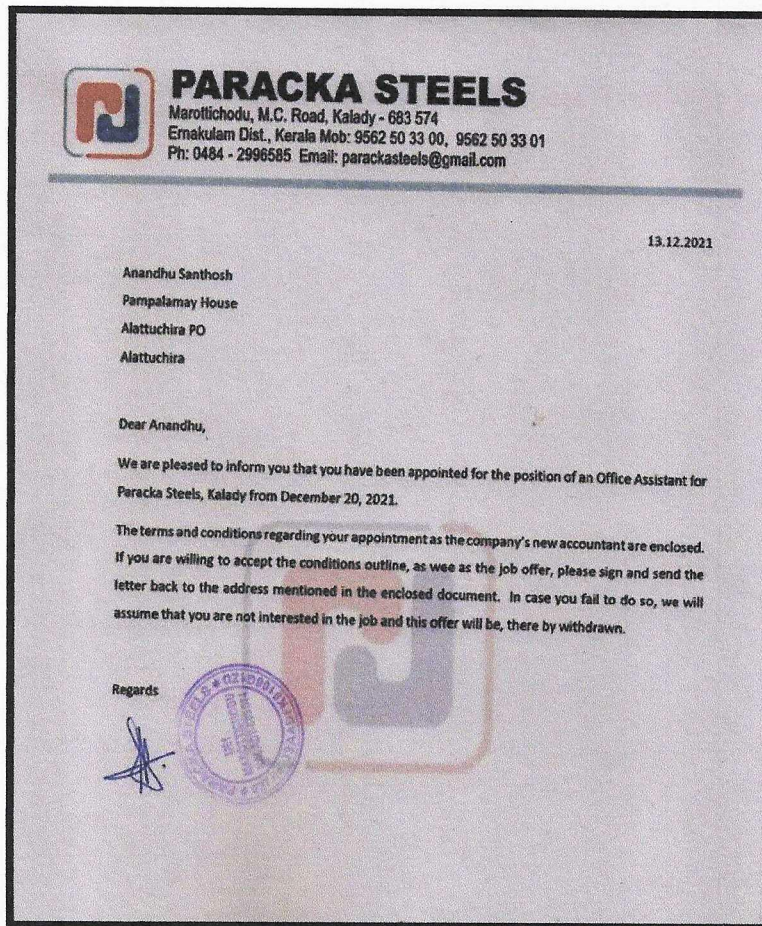 PARACKA STEELS
Marottichodu, M.C. Road, Kalady - 683 574
Ernakulam Dist., Kerala Mob: 9562 50 33 00, 9562 50 33 01
Ph: 0484 - 2996585 Email: parackasteels@gmail.com
13.12.2021
Anandhu Santhosh
Pampalamay House
Alattuchira PO
Alattuchira
Dear Anandhu,
We are pleased to inform you that you have been appointed for the position of an Office Assistant for
Paracka Steels, Kalady from December 20, 2021.
The terms and conditions regarding your appointment as the company's new accountant are enclosed.
If you are willing to accept the conditions outline, as wee as the job offer, please sign and send the
letter back to the address mentioned in the enclosed document. In case you fail to do so, we will
assume that you are not interested in the job and this offer will be, there by withdrawn.
Regards
PARACKA STEELS